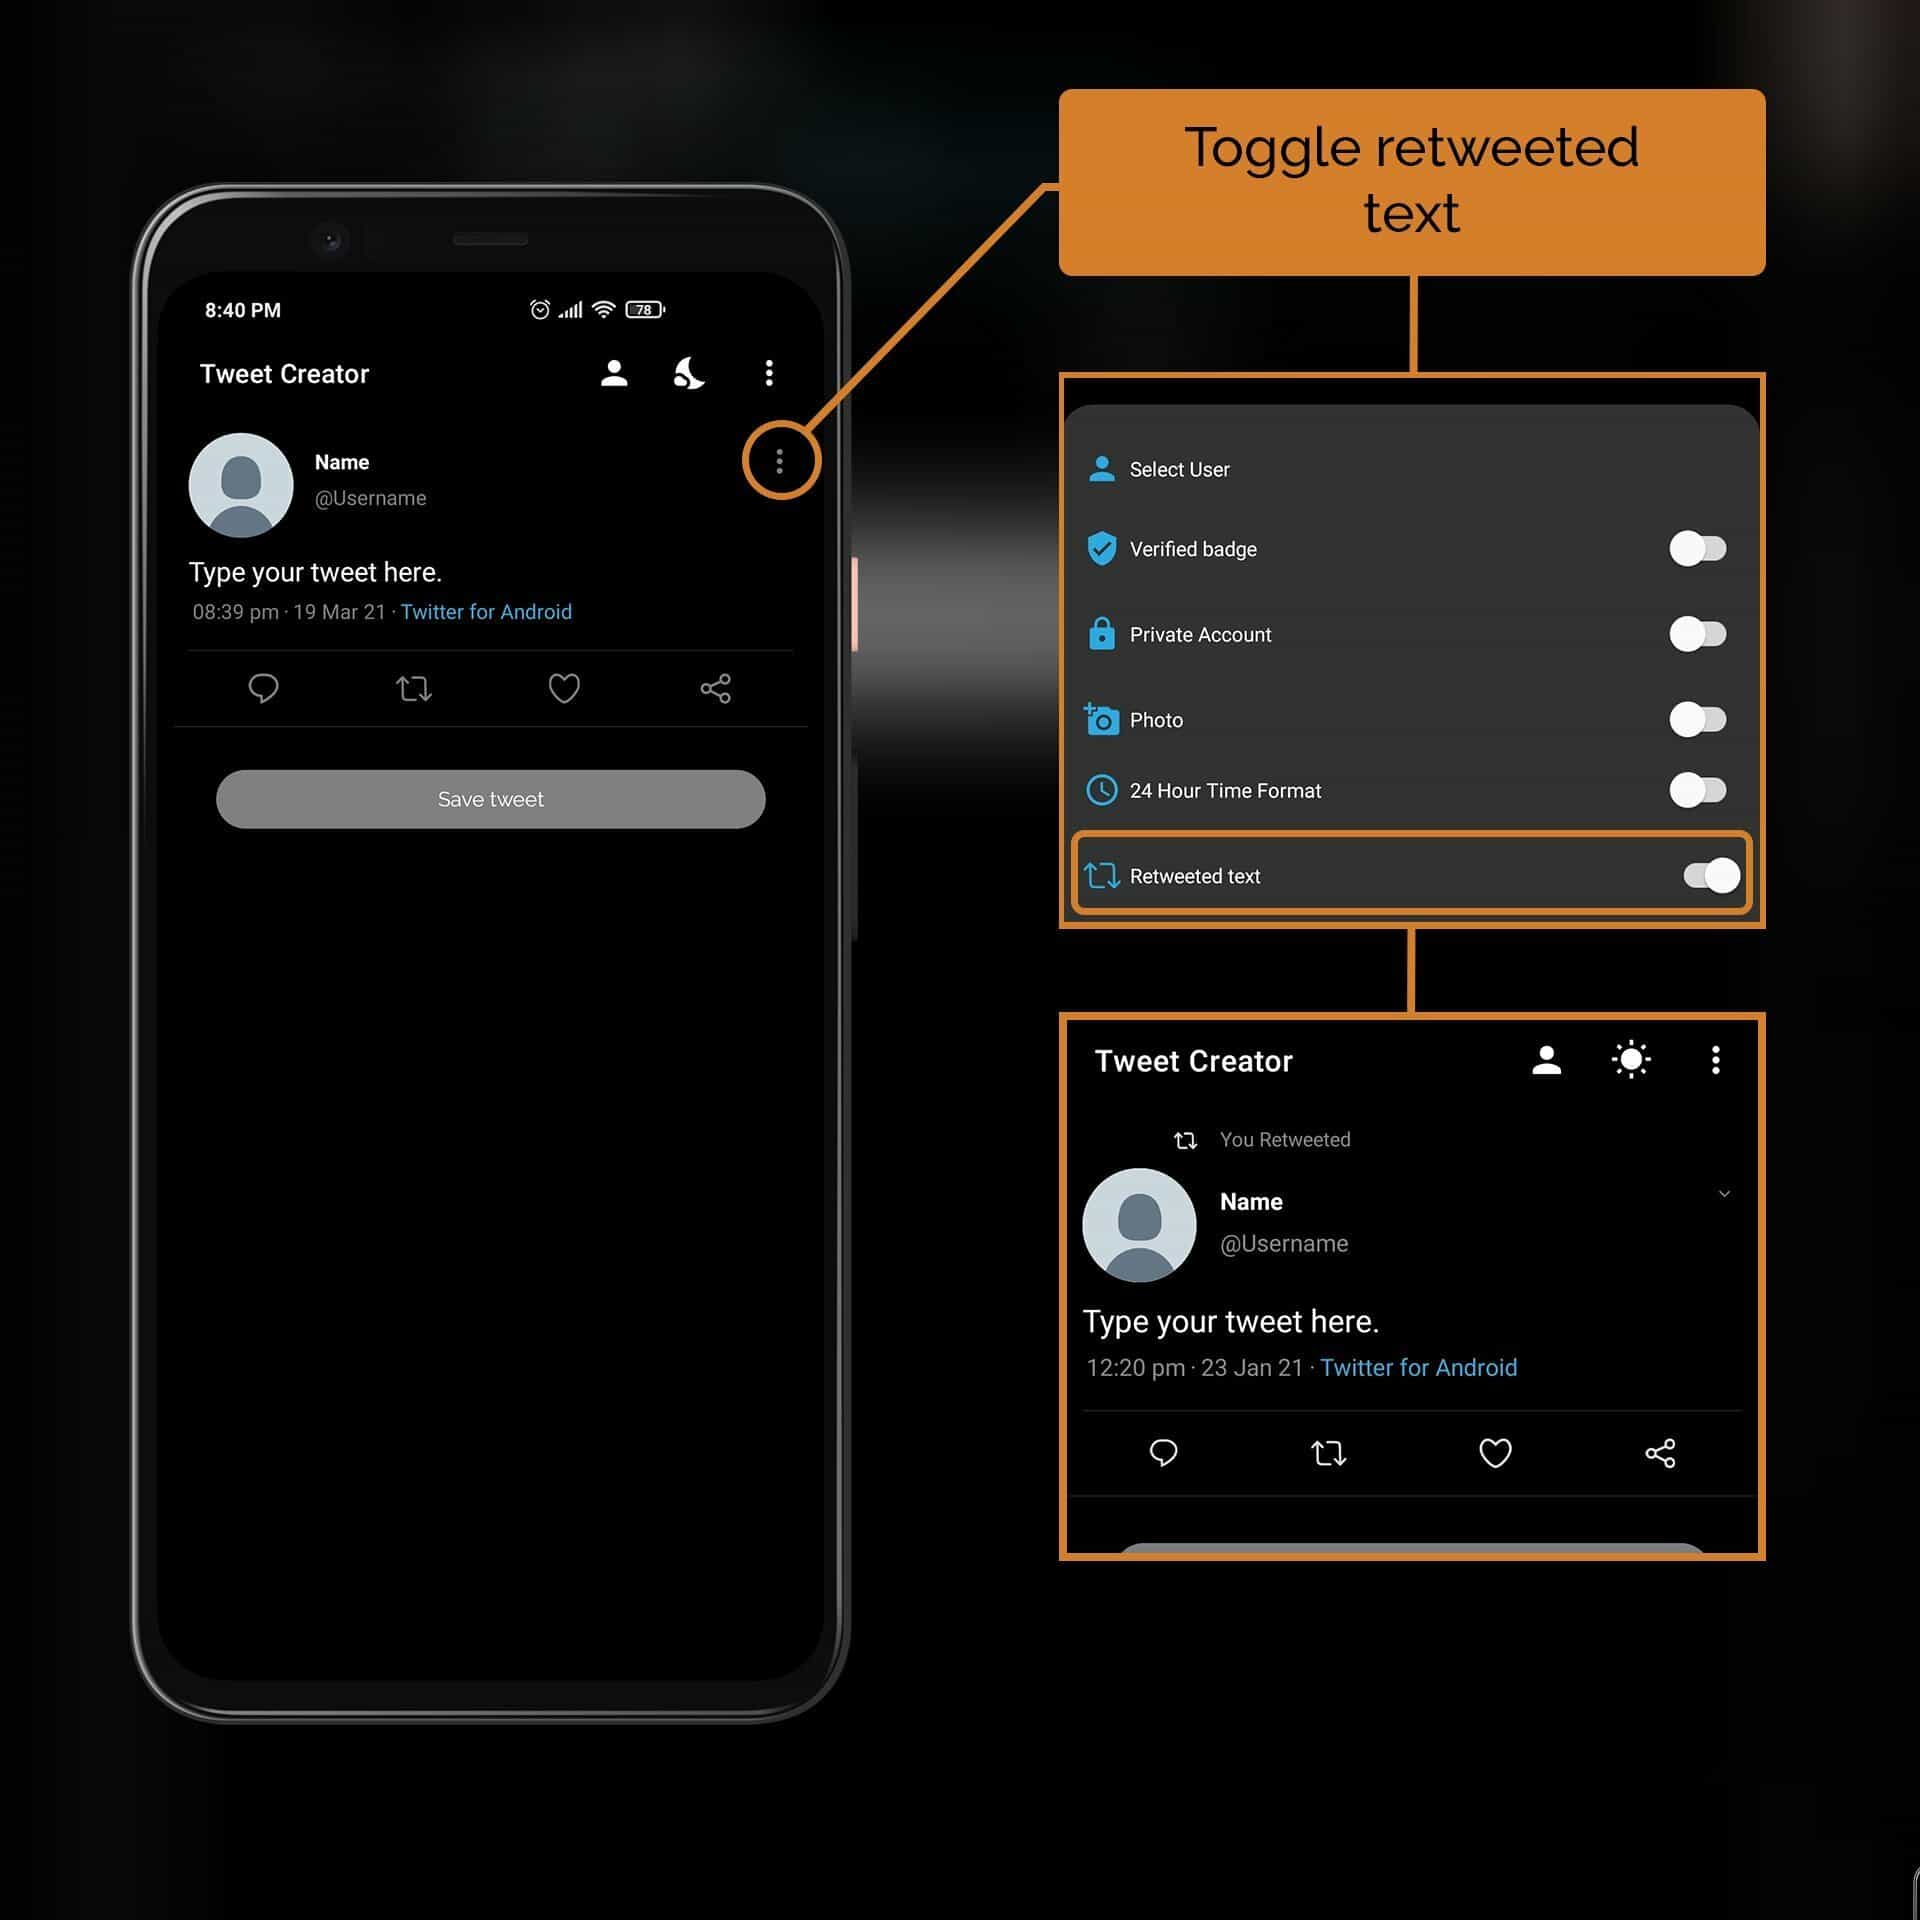 Toggle retweeted
text
8:40 PM
78
Tweet Creator
Name
@Username
Type your tweet here.
08:39 pm · 19 Mar 21 · Twitter for Android
Save tweet
Select User
Verified badge
Private Account
Photo
24 Hour Time Format
Retweeted text
Tweet Creator
You Retweeted
Name
@Username
Type your tweet here.
12:20 pm · 23 Jan 21 · Twitter for Android